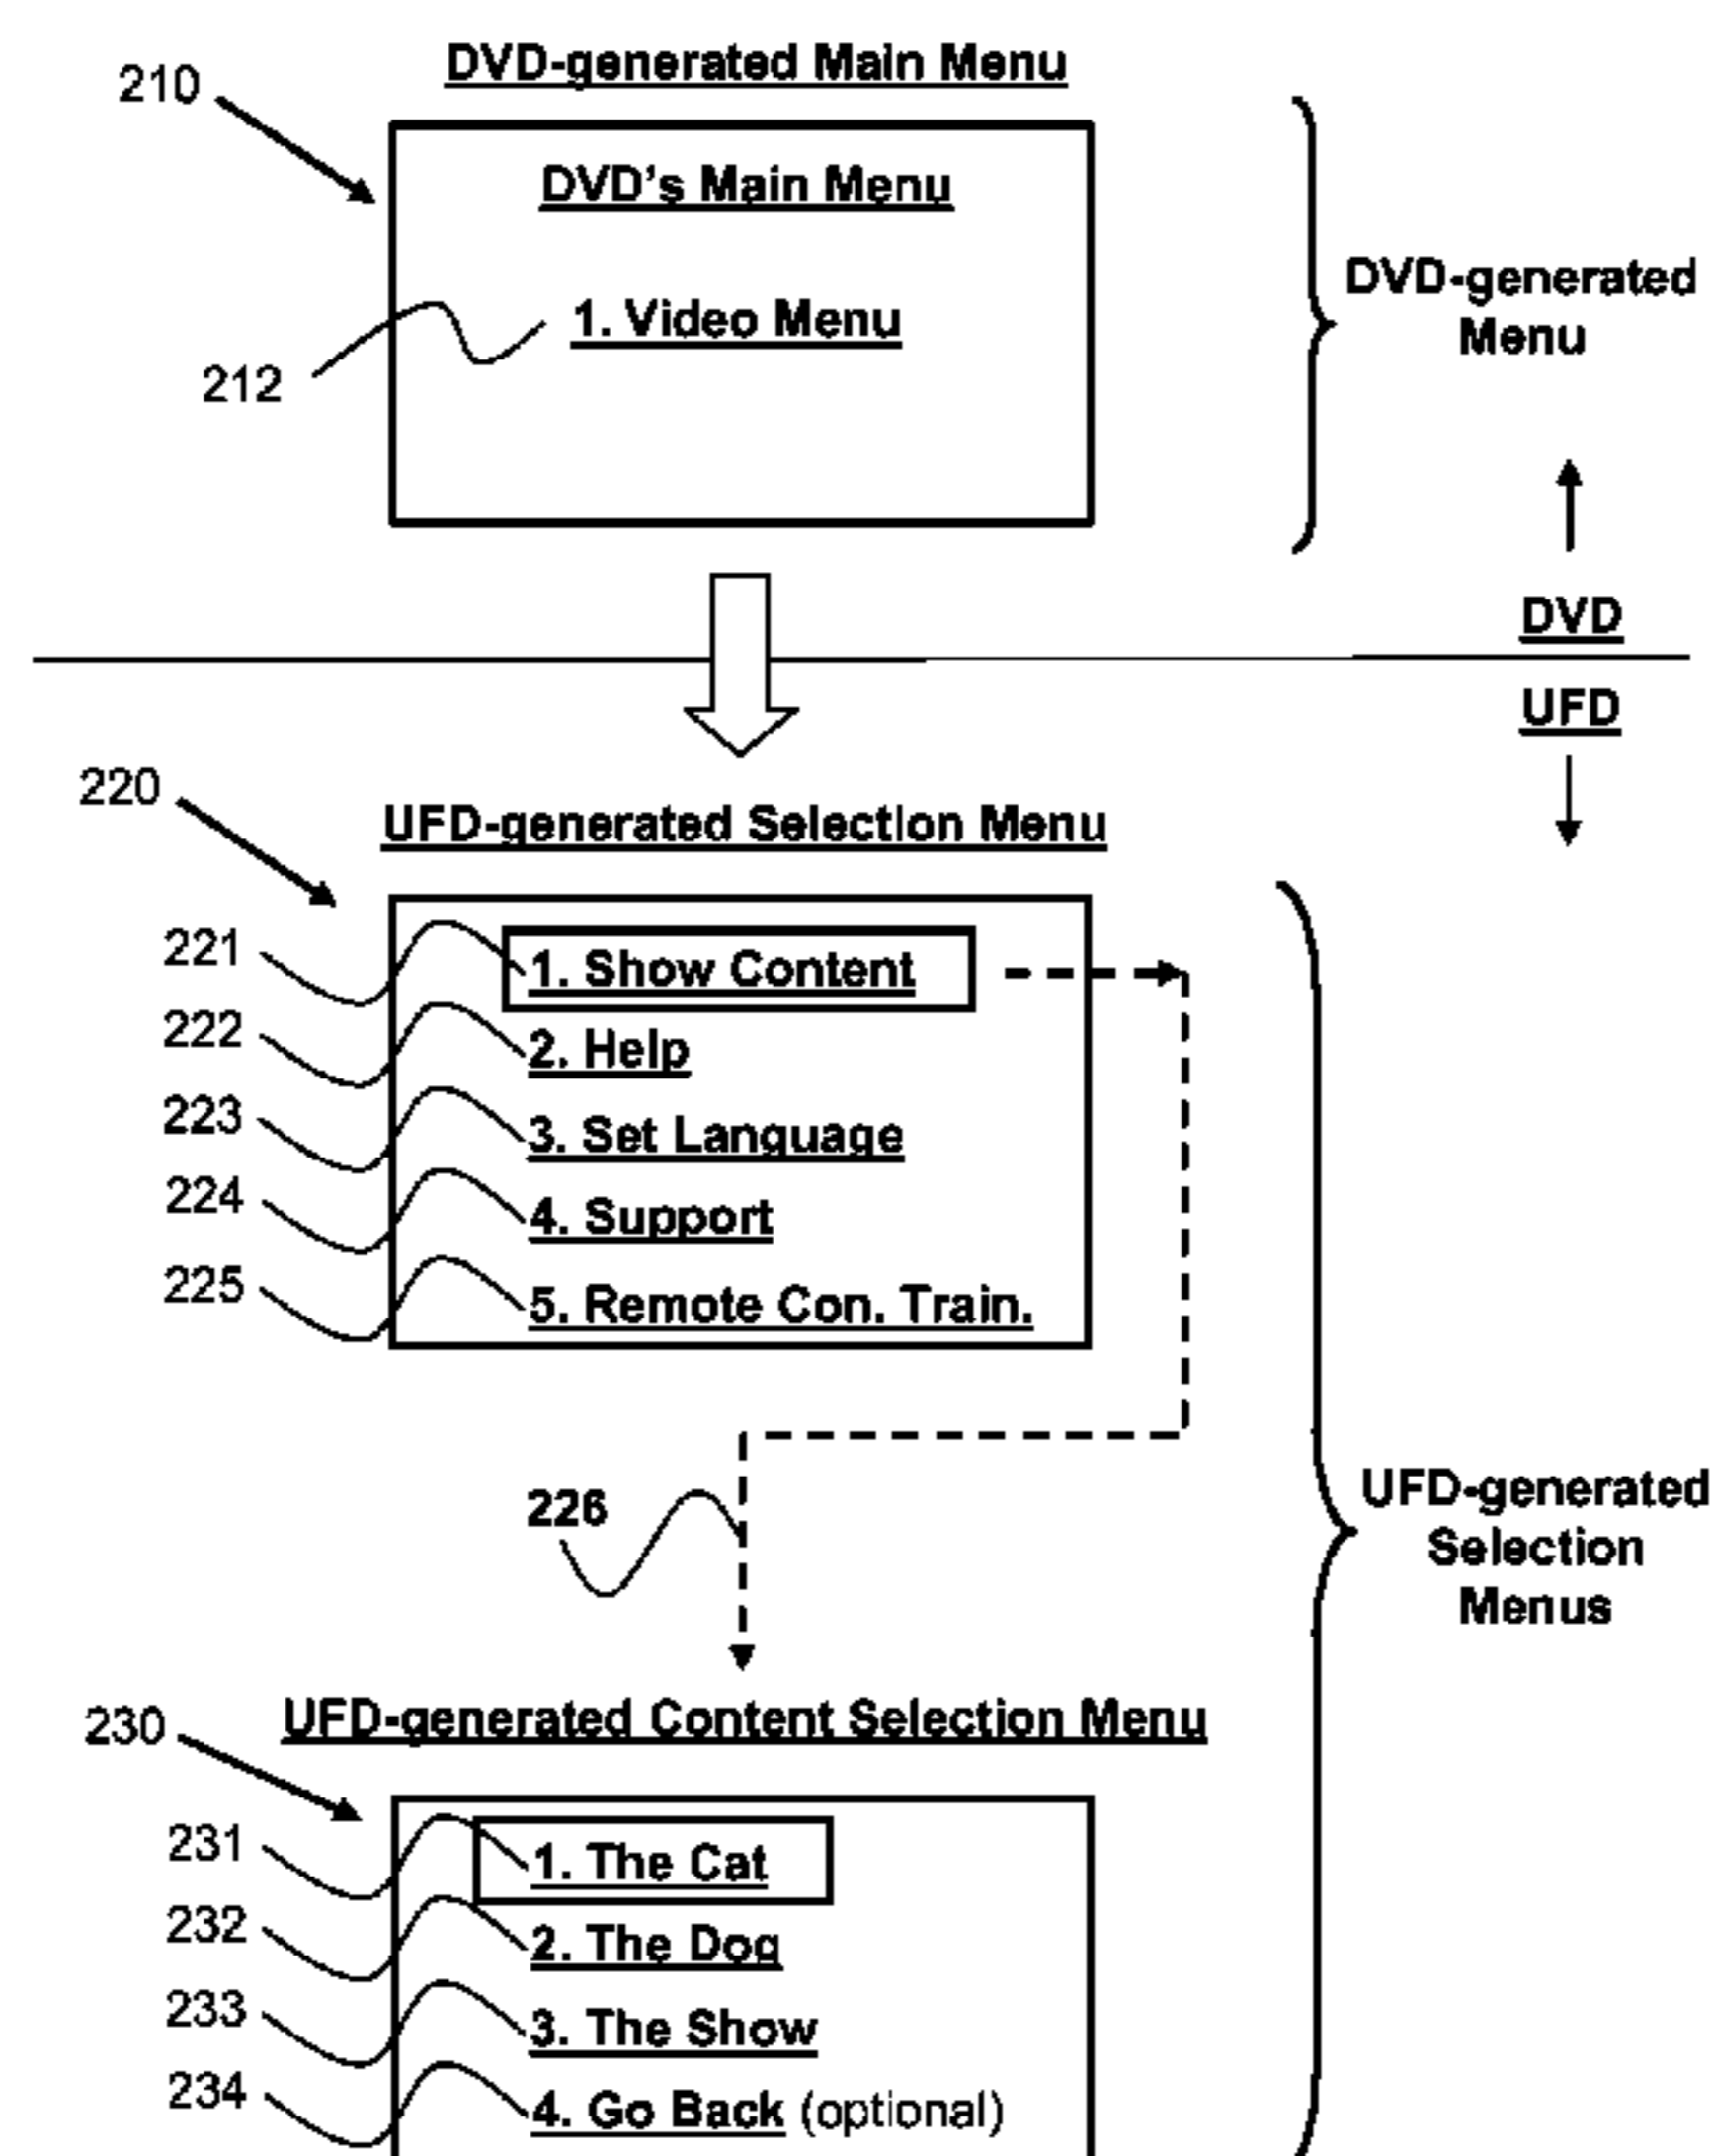 DVD-generated Main Menu
210
DVD's Main Menu
1. Video Menu
212
DVD-generated
Menu
DVD
UFD
220
UFD-generated Selection Menu
221
1. Show Content
222
2. Help
223
3. Set Language
224
4. Support
225
5. Remote Con. Train.
226
UFD-generated
Selection
Menus
230
UFD-generated Content Selection Menu
231
1. The Cat
232
2. The Dog
233
3. The Show
234
4. Go Back (optional)